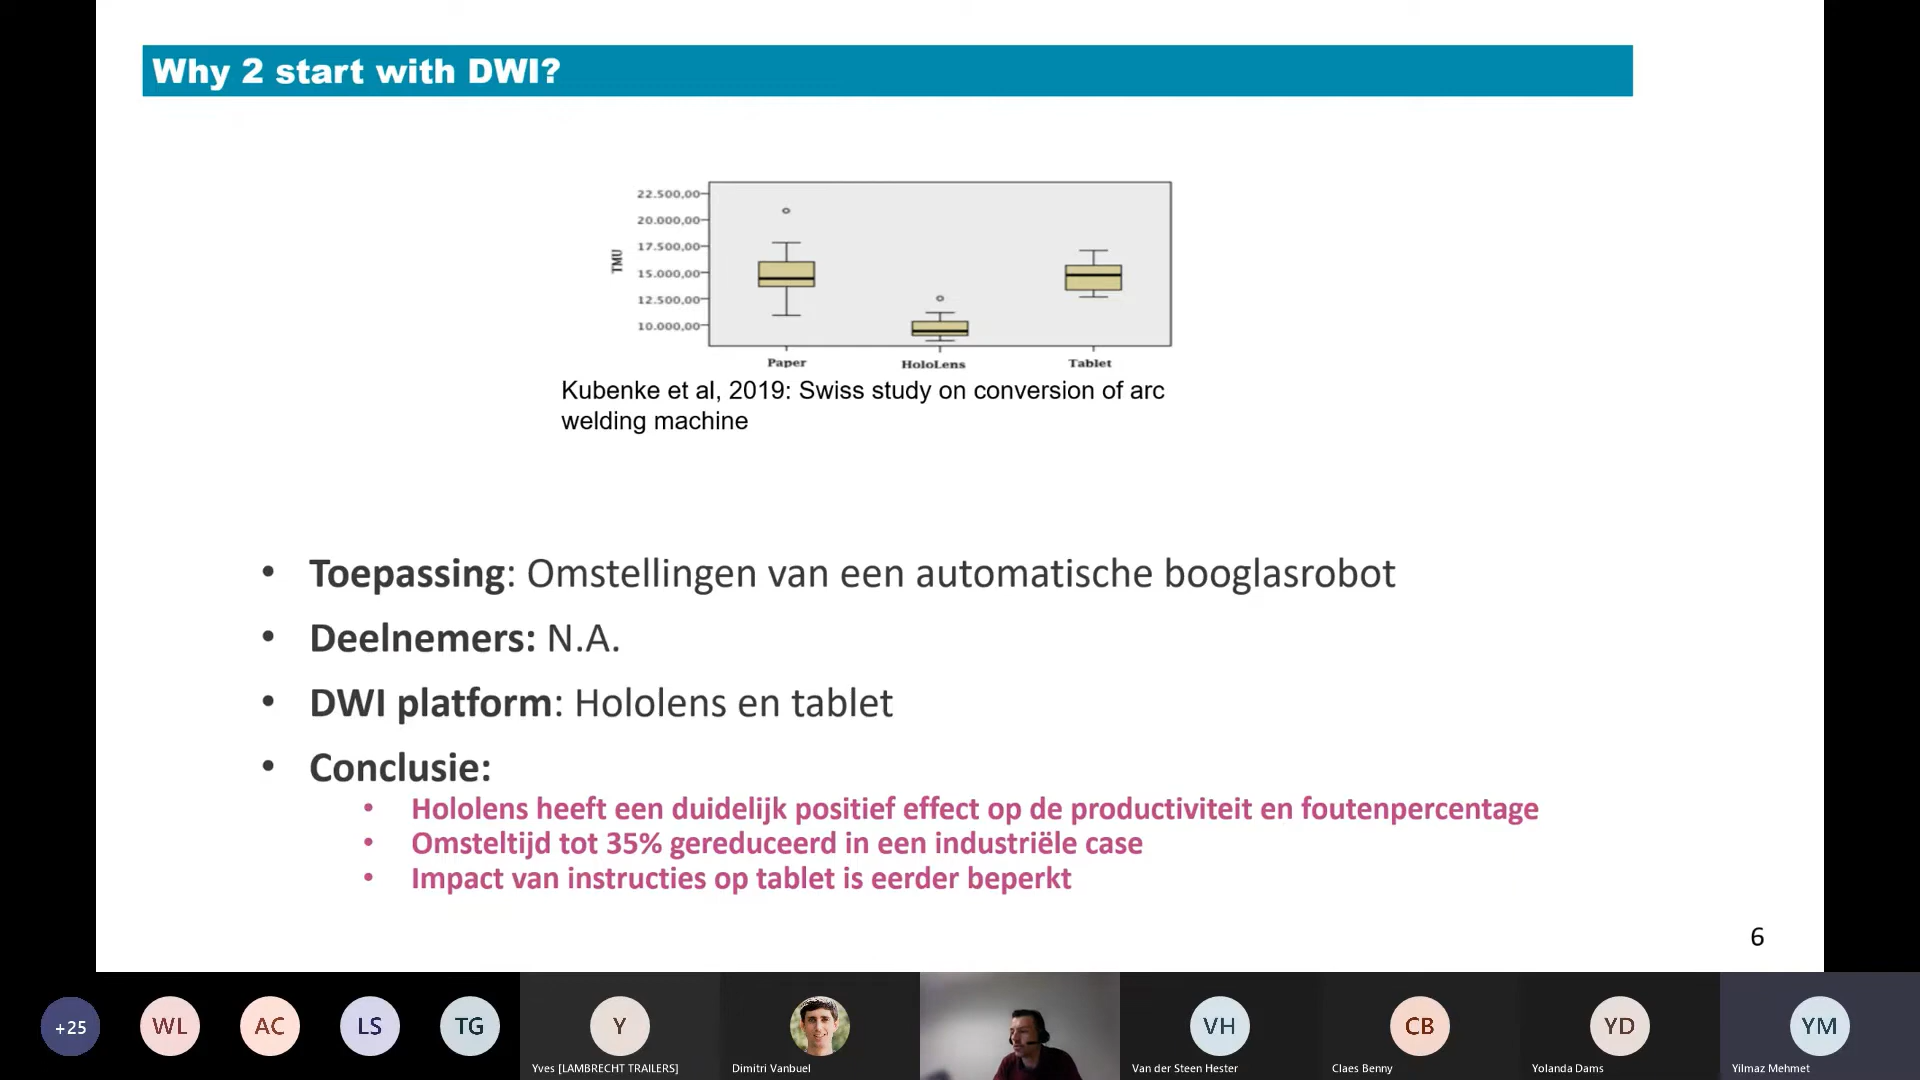 Why 2 start with DWI?
22.500,00
20.000,00
17.500,00
15.000,00
12.500,00
10.000,00
TMU
Paper
HoloLens
Tablet
Kubenke et al, 2019: Swiss study on conversion of arc
welding machine
• Toepassing: Omstellingen van een automatische booglasrobot
• Deelnemers: N.A.
• DWI platform: Hololens en tablet
• Conclusie:
• Hololens heeft een duidelijk positief effect op de productiviteit en foutenpercentage
• Omsteltijd tot 35% gereduceerd in een industriële case
• Impact van instructies op tablet is eerder beperkt
6
+25
WL
AC
LS
TG
Y
Yves [LAMBRECHT TRAILERS]
Dimitri Vanbuel
VH
Van der Steen Hester
CB
Claes Benny
YD
Yolanda Dams
YM
Yilmaz Mehmet